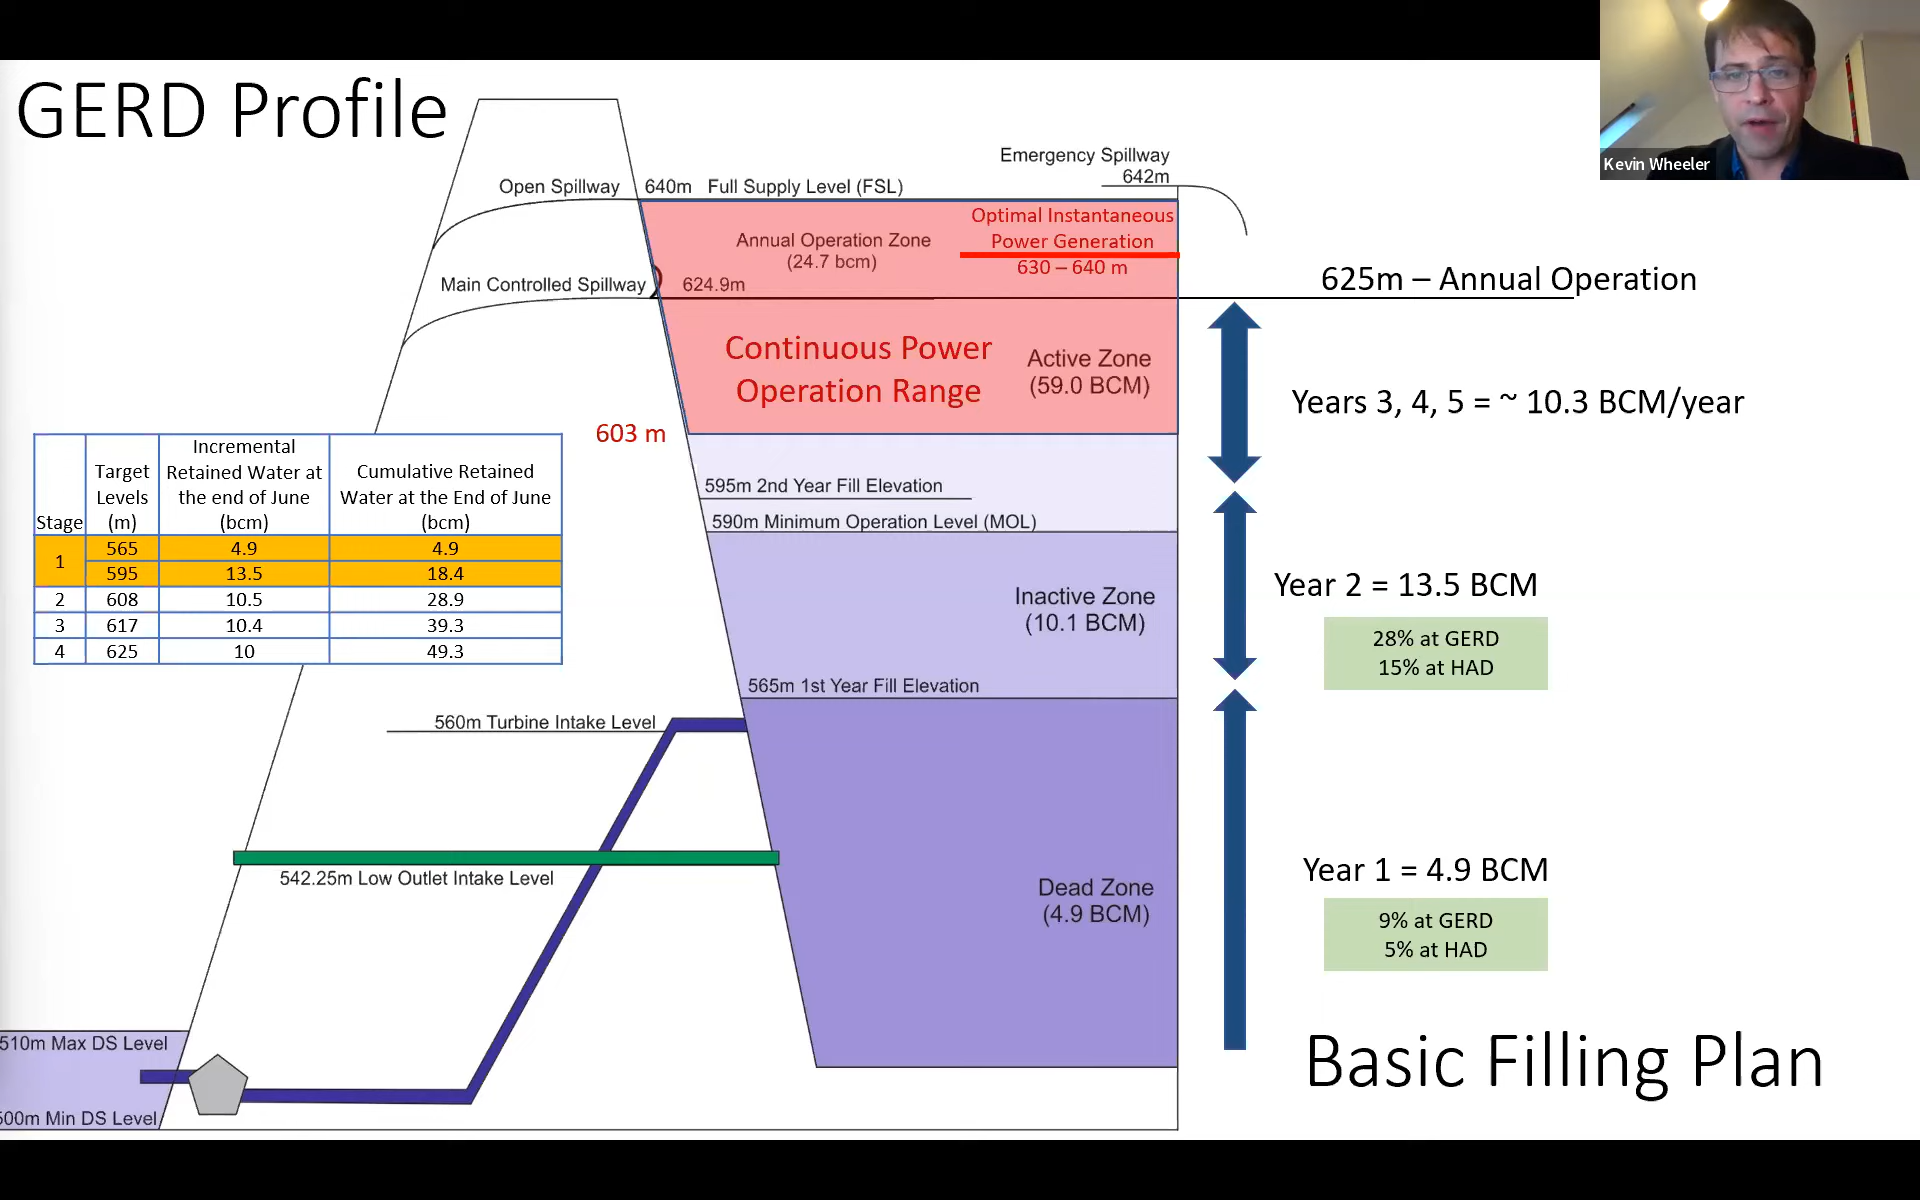 GERD Profile
Kevin Wheeler
Emergency Spillway
642m
Open Spillway
640m Full Supply Level (FSL)
Optimal Instantaneous
Power Generation
630 – 640 m
Annual Operation Zone
(24.7 bcm)
Main Controlled Spillway
624.9m
625m – Annual Operation
Continuous Power
Operation Range
Active Zone
(59.0 BCM)
Years 3, 4, 5 = ~ 10.3 BCM/year
603 m
Stage
Target
Levels
(m)
Incremental
Retained Water at
the end of June
(bcm)
Cumulative Retained
Water at the End of June
(bcm)
1
565 4.9 4.9
595 13.5 18.4
2 608 10.5 28.9
3 617 10.4 39.3
4 625 10 49.3
595m 2nd Year Fill Elevation
590m Minimum Operation Level (MOL)
Inactive Zone
(10.1 BCM)
Year 2 = 13.5 BCM
28% at GERD
15% at HAD
565m 1st Year Fill Elevation
560m Turbine Intake Level
542.25m Low Outlet Intake Level
Dead Zone
(4.9 BCM)
Year 1 = 4.9 BCM
9% at GERD
5% at HAD
510m Max DS Level
500m Min DS Level
Basic Filling Plan